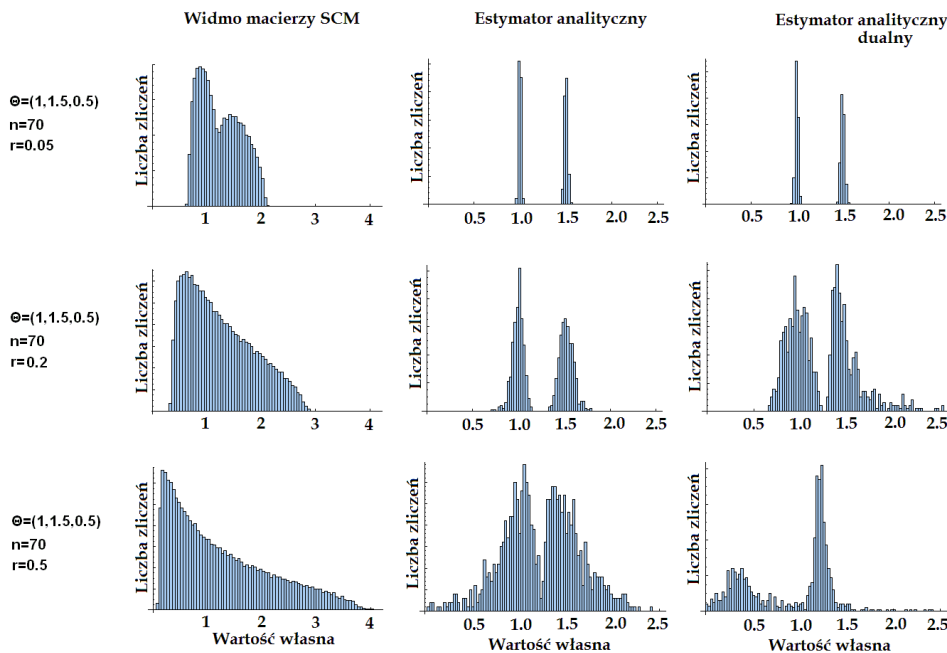 Widmo macierzy SCM
Estymator analityczny
Estymator analityczny
dualny
Θ=(1,1.5,0.5)
n=70
r=0.05
Liczba zliczeń
1 2 3 4
Liczba zliczeń
0.5 1.0 1.5 2.0 2.5
Liczba zliczeń
0.5 1.0 1.5 2.0 2.5
Θ=(1,1.5,0.5)
n=70
r=0.2
Liczba zliczeń
1 2 3 4
Liczba zliczeń
0.5 1.0 1.5 2.0 2.5
Liczba zliczeń
0.5 1.0 1.5 2.0 2.5
Θ=(1,1.5,0.5)
n=70
r=0.5
Liczba zliczeń
1 2 3 4
Wartość własna
Liczba zliczeń
0.5 1.0 1.5 2.0 2.5
Wartość własna
Liczba zliczeń
0.5 1.0 1.5 2.0 2.5
Wartość własna